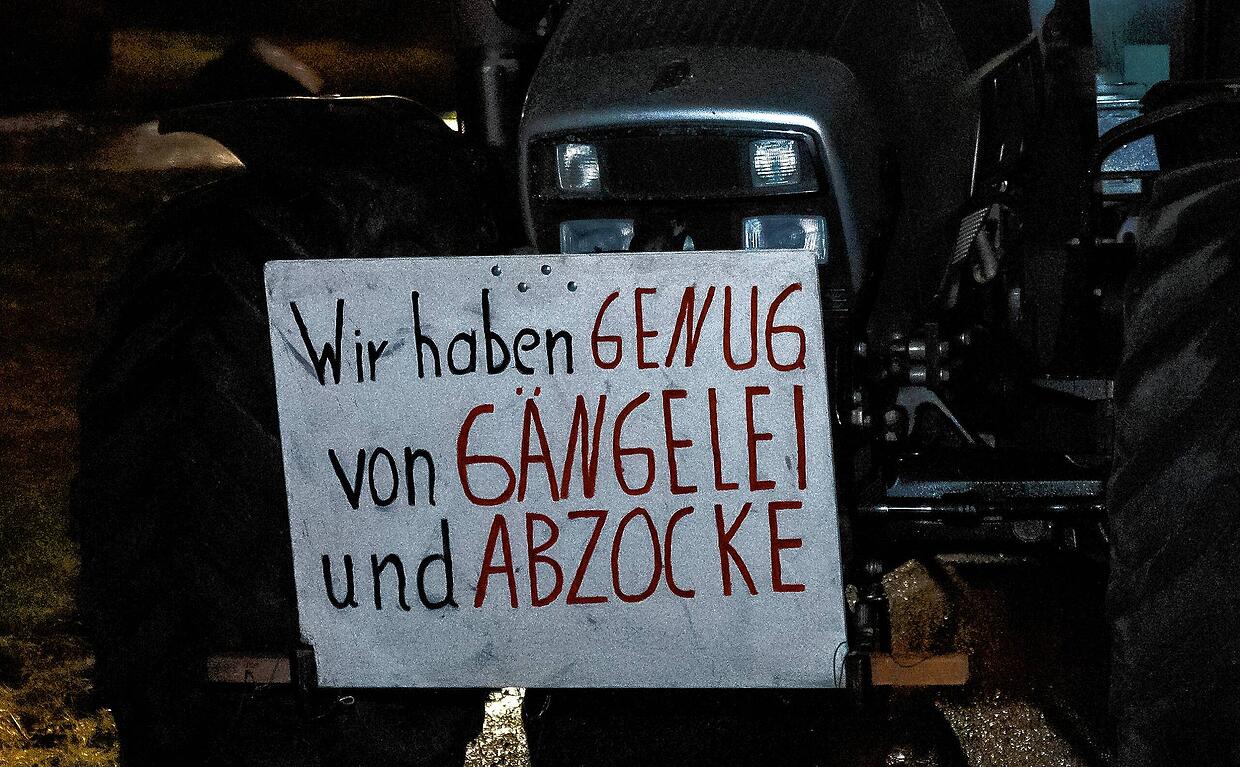 Wir haben GENUG
von GÄNGELEI
und ABZOCKE